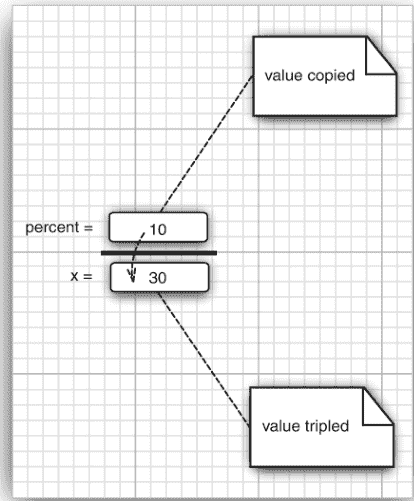 value copied
percent = 10
x = 30
value tripled